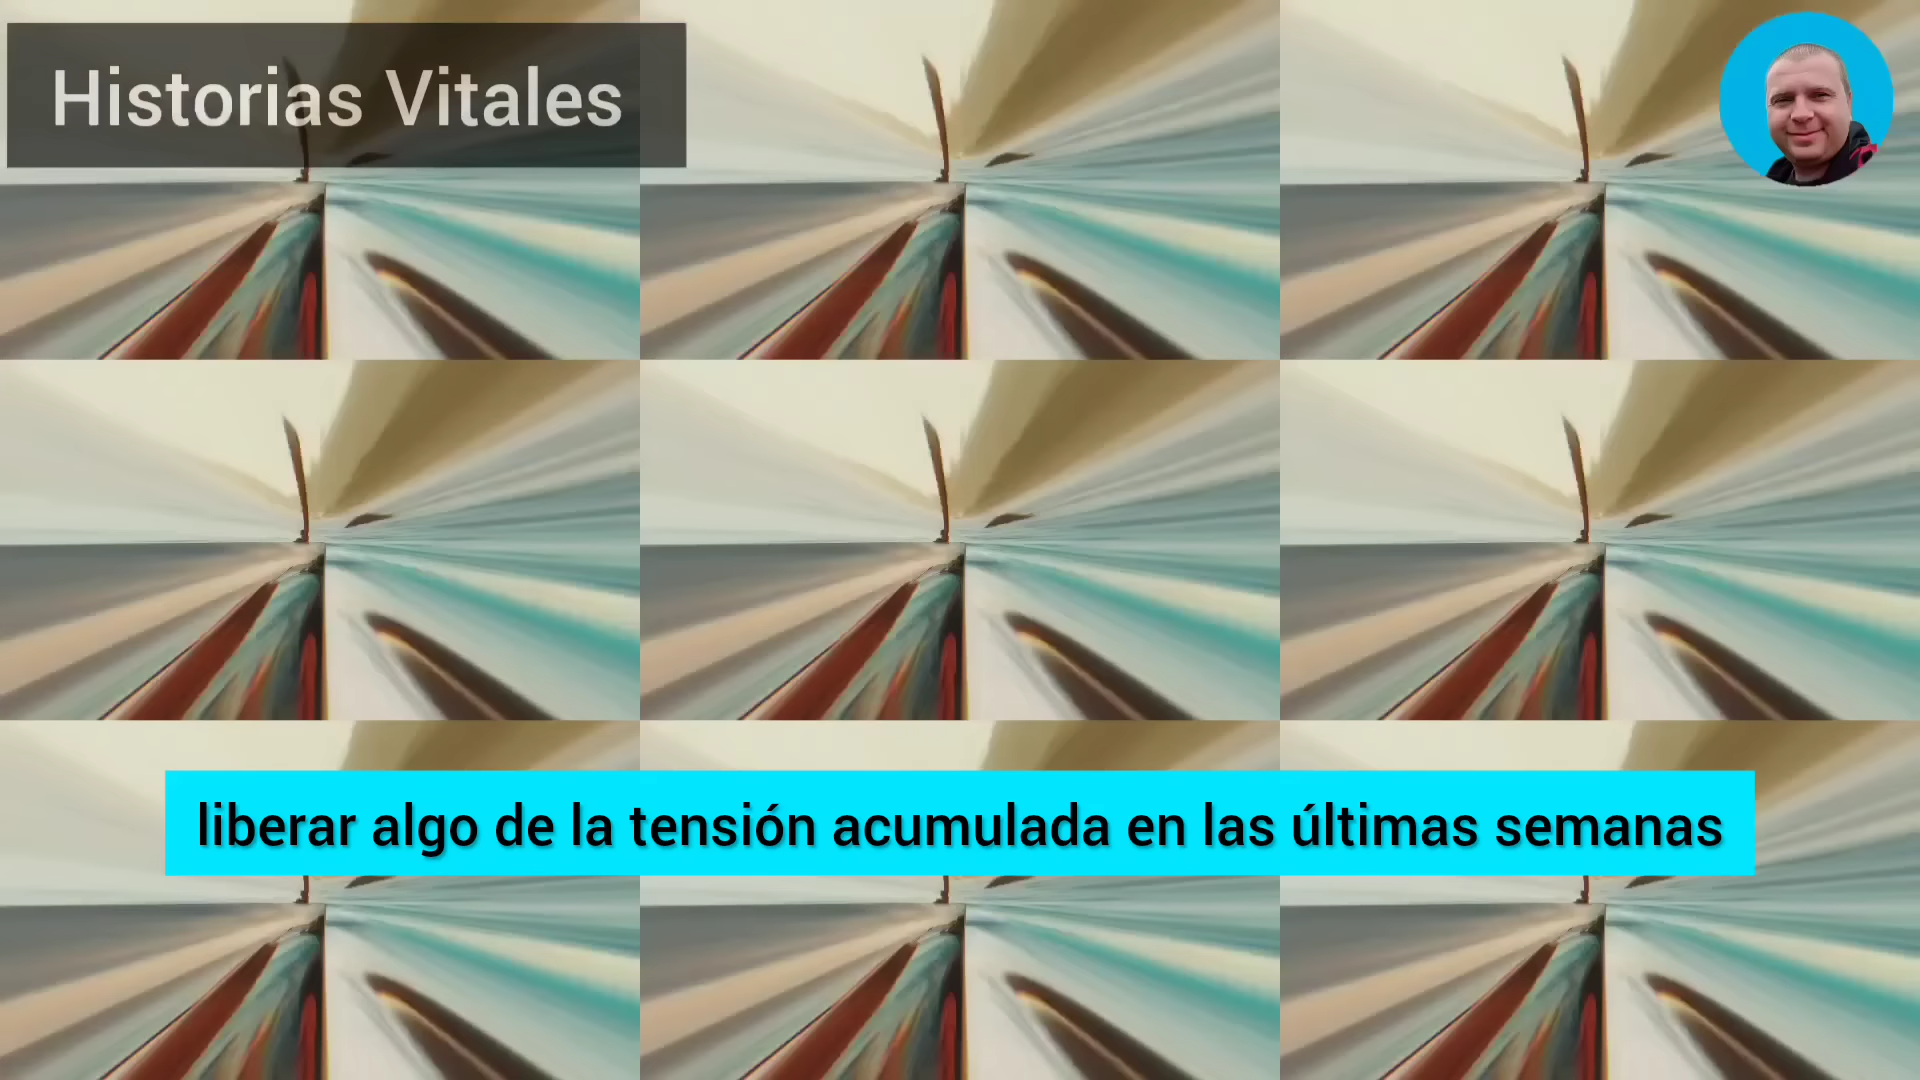 Historias Vitales
liberar algo de la tensión acumulada en las últimas semanas